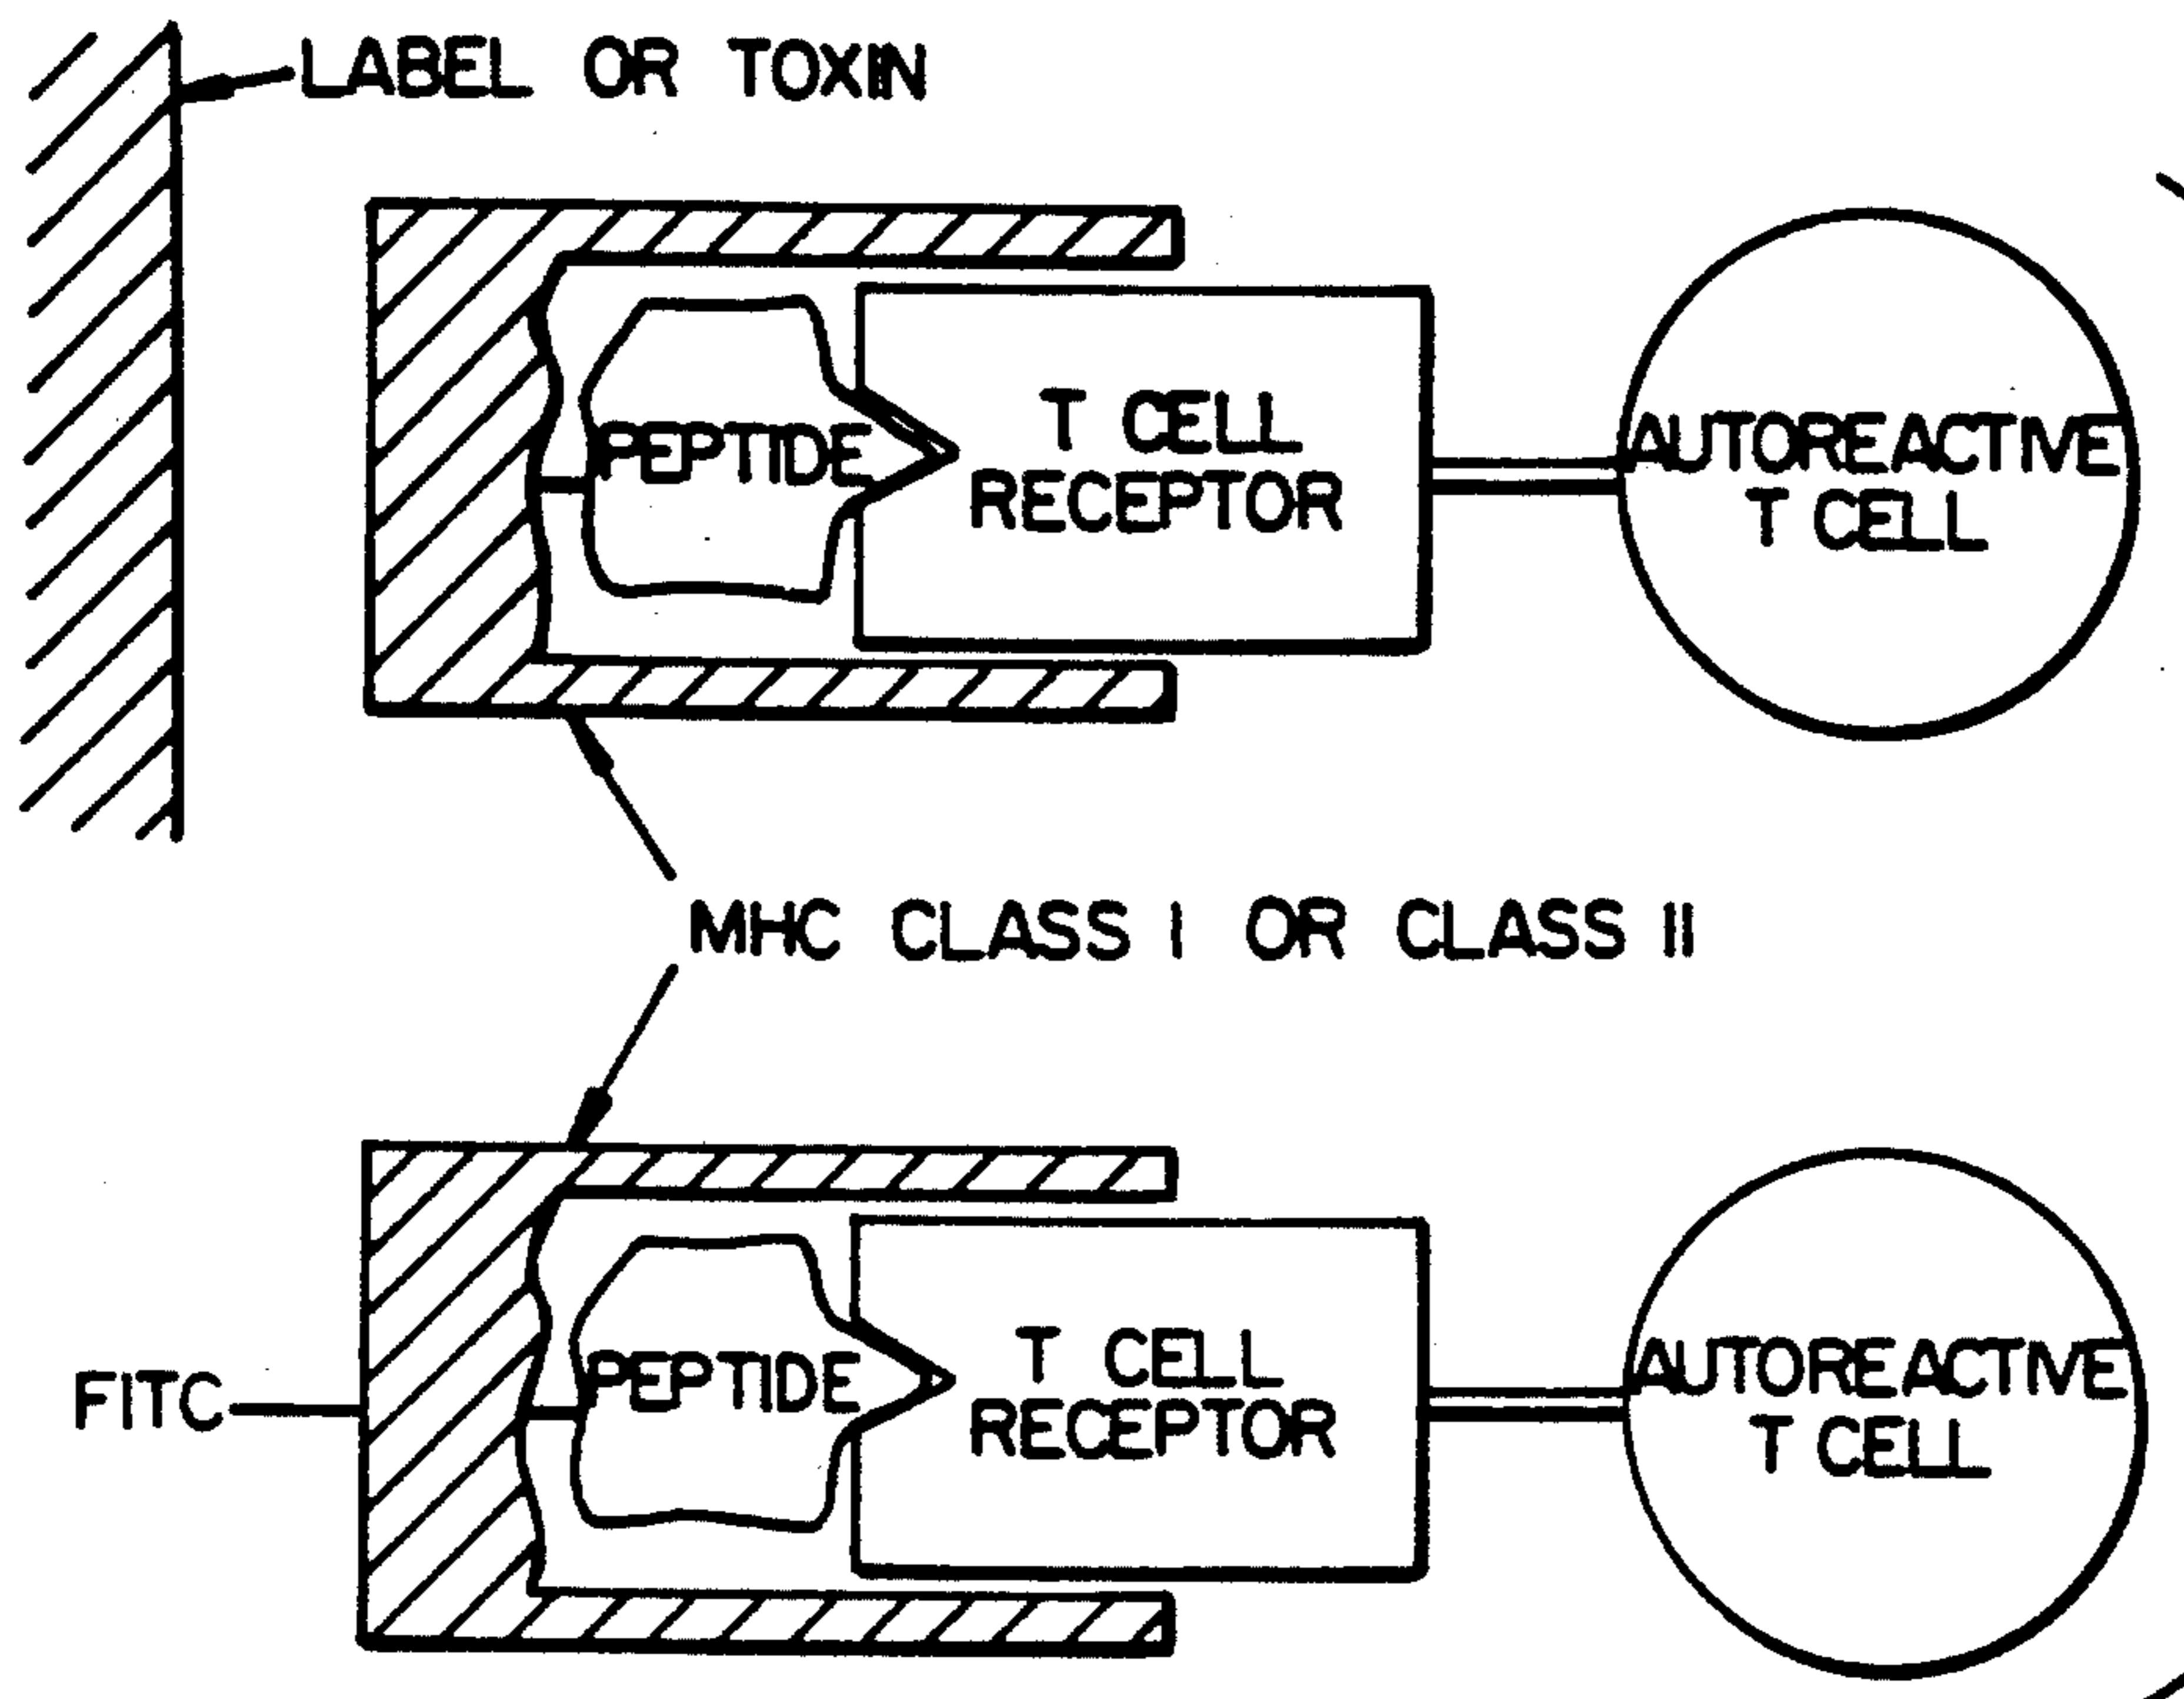 LABEL OR TOXIN
PEPTIDE
T CELL
RECEPTOR
AUTOREACTIVE
T CELL
MHC CLASS I OR CLASS II
FITC
PEPTIDE
T CELL
RECEPTOR
AUTOREACTIVE
T CELL